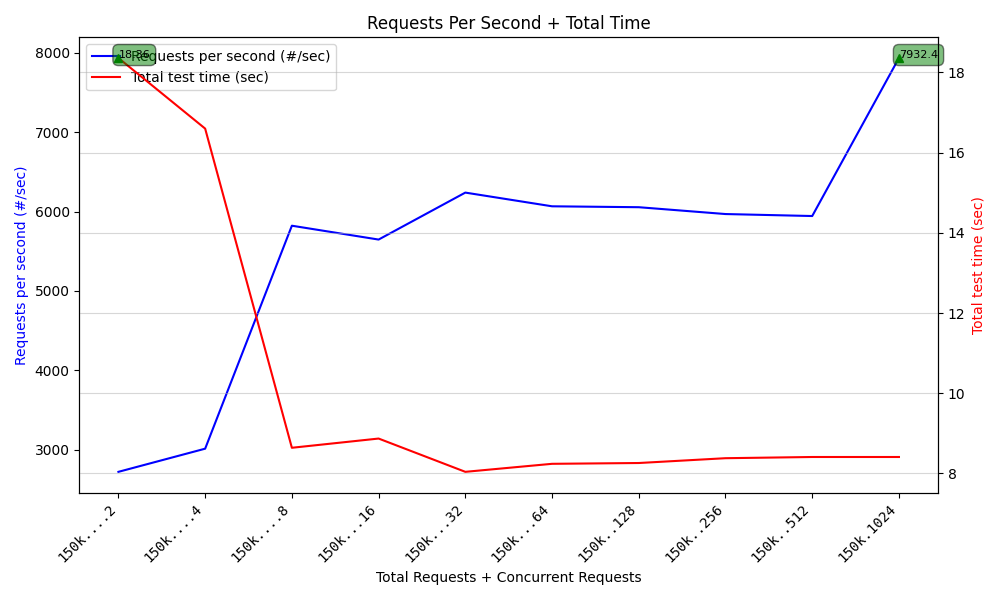 Requests Per Second + Total Time
Requests per second (#/sec)
Total test time (sec)
18.36
7932.4
8000
7000
6000
5000
4000
3000
Requests per second (#/sec)
18
16
14
12
10
8
Total test time (sec)
150k....2
150k....4
150k....8
150k...16
150k...32
150k...64
150k..128
150k..256
150k..512
150k.1024
Total Requests + Concurrent Requests